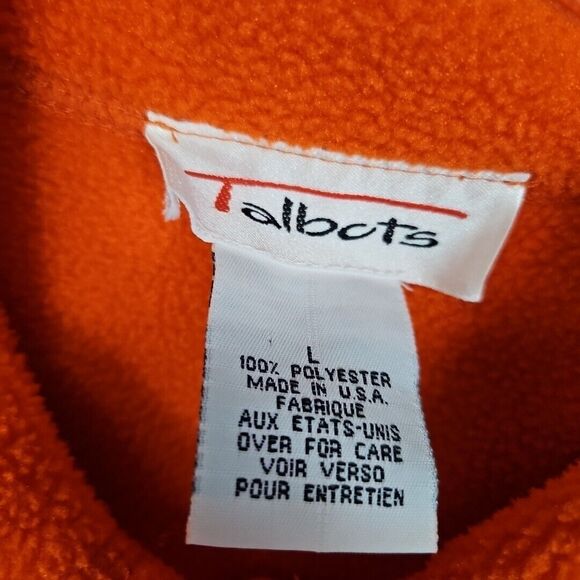 Talbots
L
100% POLYESTER
MADE IN U.S.A.
FABRIQUE
AUX ETATS-UNIS
OVER FOR CARE
VOIR VERSO
POUR ENTRETIEN